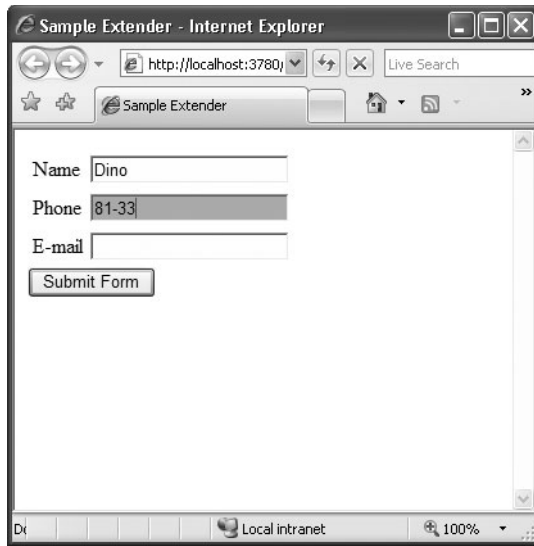 Sample Extender - Internet Explorer
http://localhost:3780/
Live Search
Sample Extender
»
Name Dino
Phone 81-33
E-mail
Submit Form
Local intranet
100%